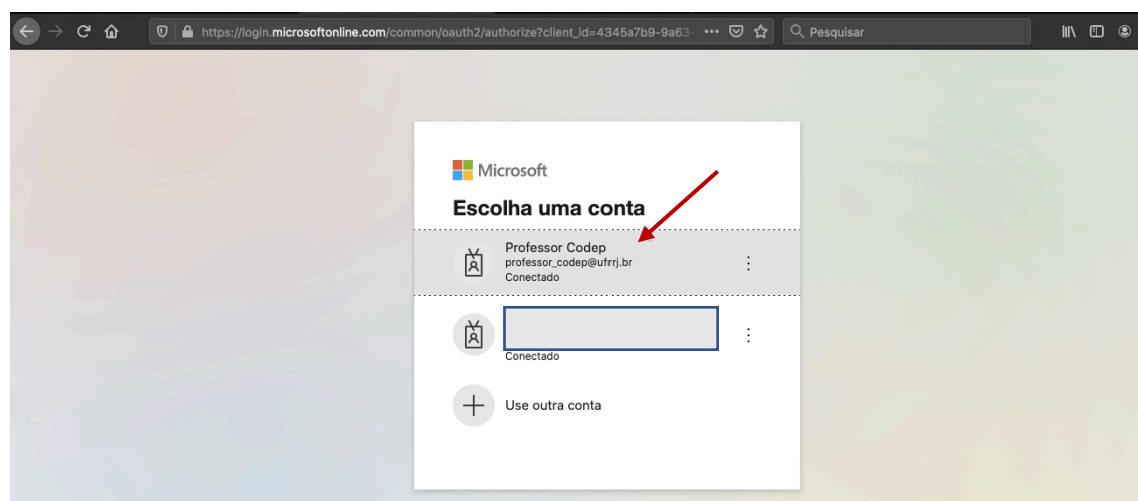 https://login.microsoftonline.com/common/oauth2/authorize?client_id=4345a7b9-9a63-
Pesquisar
Microsoft
Escolha uma conta
Professor Codep
professor_codep@ufrrj.br
Conectado
Conectado
Use outra conta